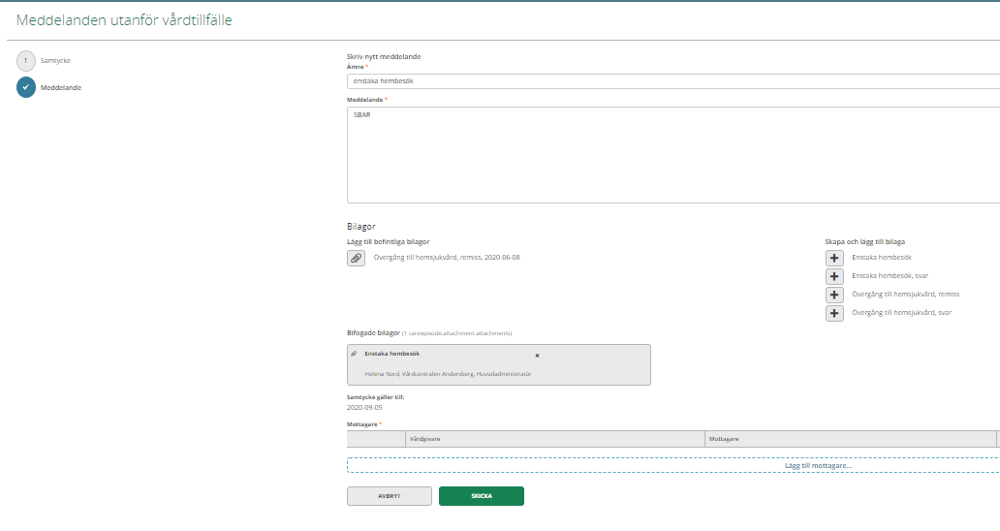 Meddelanden utanför vårdtillfälle
1 Samtycke
Meddelande
Skriv nytt meddelande
Ämne *
enstaka hembesök
Meddelande *
SBAR
Bilagor
Lägg till befintliga bilagor
Övergång till hemsjukvård, remiss, 2020-06-08
Skapa och lägg till bilaga
Enstaka hembesök
Enstaka hembesök, svar
Övergång till hemsjukvård, remiss
Övergång till hemsjukvård, svar
Bifogade bilagor (1 careepisode.attachment.attachments)
Enstaka hembesök
Helena Nord, Vårdcentralen Andersberg, Huvudadministratör
Samtycke gäller till:
2020-09-05
Mottagare *
Vårdgivare Mottagare
Lägg till mottagare...
AVBRYT SKICKA